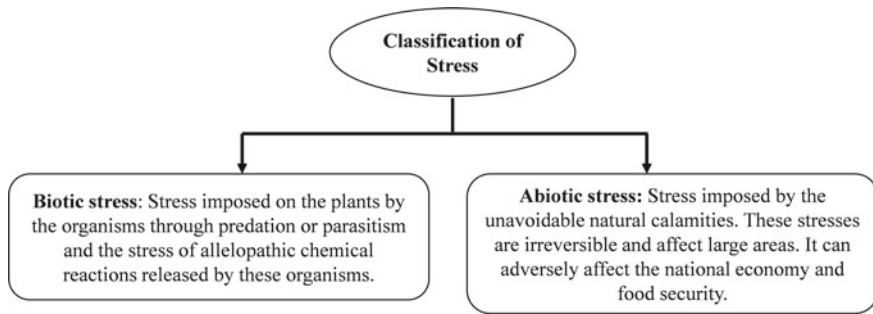 Classification of
Stress
Biotic stress: Stress imposed on the plants by
the organisms through predation or parasitism
and the stress of allelopathic chemical
reactions released by these organisms.
Abiotic stress: Stress imposed by the
unavoidable natural calamities. These stresses
are irreversible and affect large areas. It can
adversely affect the national economy and
food security.